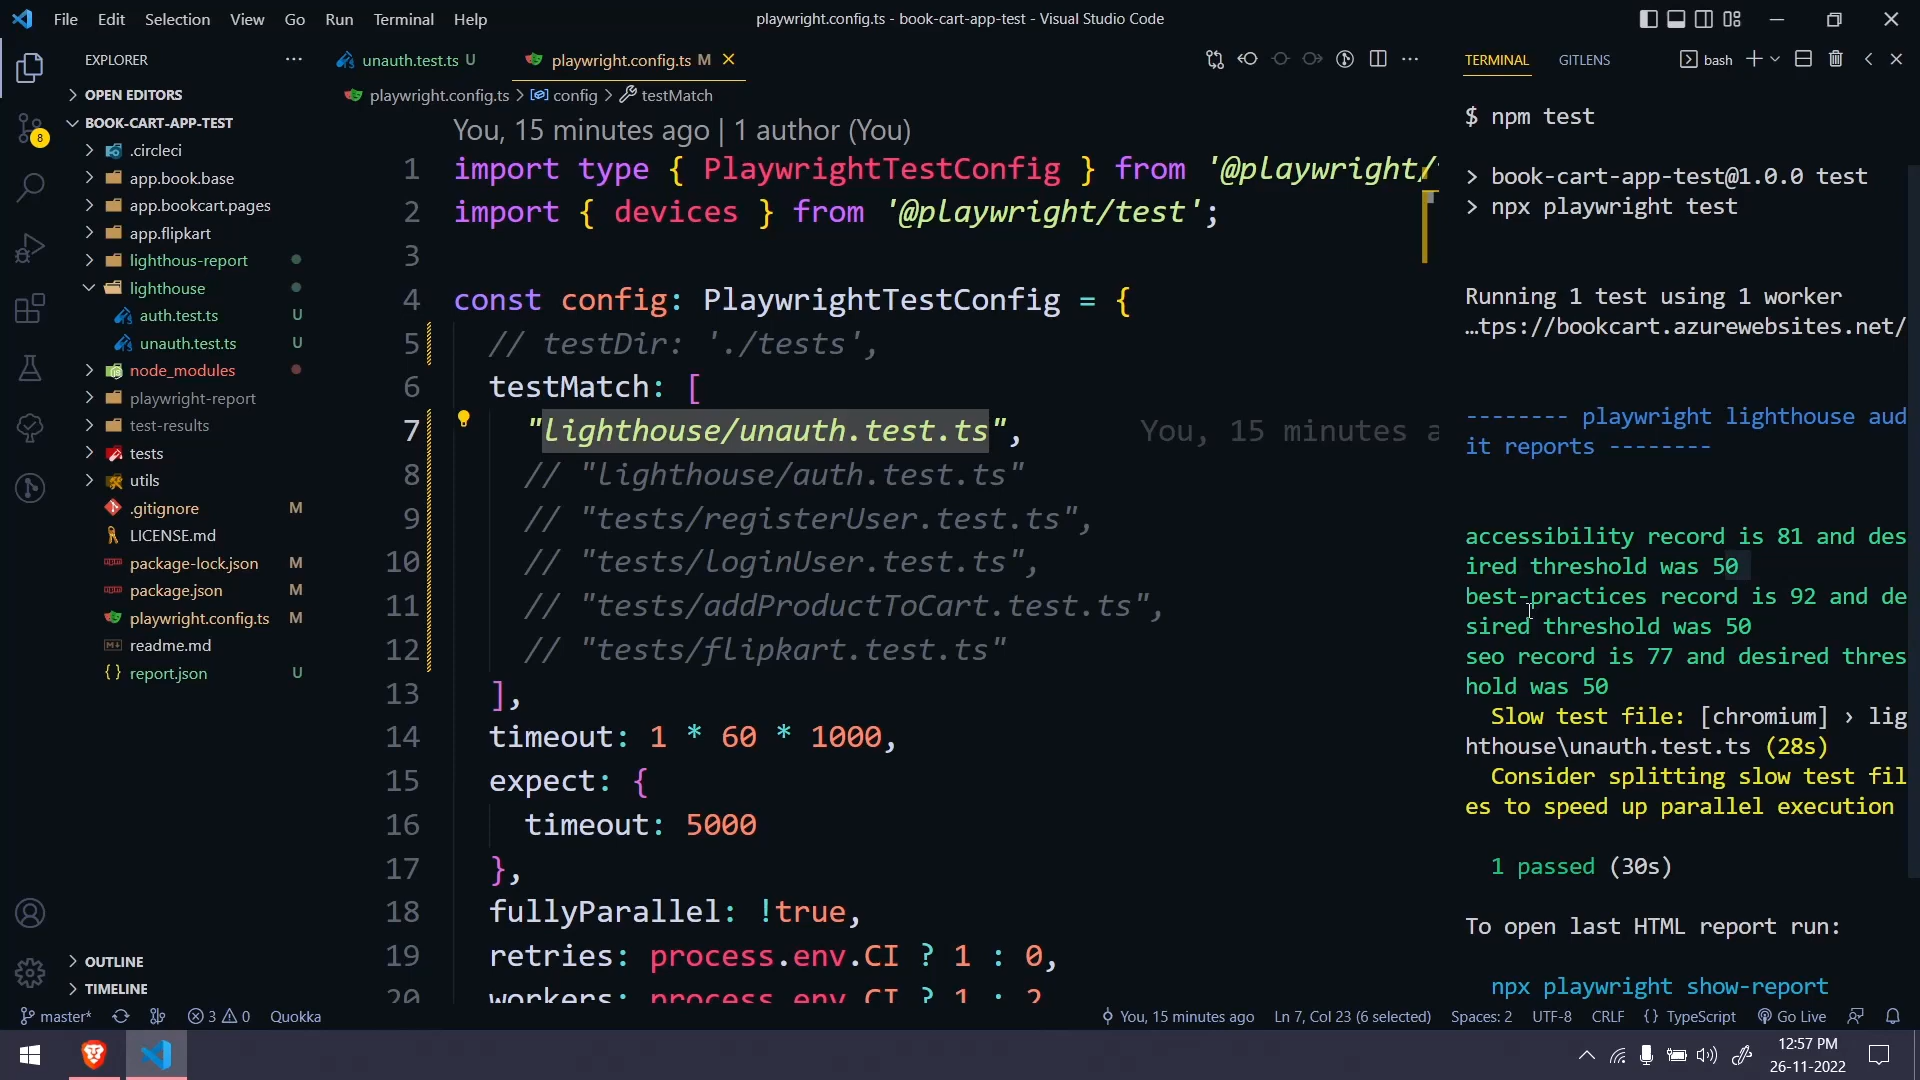 File Edit Selection View Go Run Terminal Help
playwright.config.ts - book-cart-app-test - Visual Studio Code
EXPLORER
OPEN EDITORS
BOOK-CART-APP-TEST
.circleci
app.book.base
app.bookcart.pages
app.flipkart
lighthous-report
lighthouse
auth.test.ts U
unauth.test.ts U
node_modules
playwright-report
test-results
tests
utils
.gitignore M
LICENSE.md
package-lock.json M
package.json M
playwright.config.ts M
readme.md
report.json U
OUTLINE
TIMELINE
8
unauth.test.ts U
playwright.config.ts M
playwright.config.ts > config > testMatch
You, 15 minutes ago | 1 author (You)
1 import type { PlaywrightTestConfig } from '@playwright/
2 import { devices } from '@playwright/test';
3
4 const config: PlaywrightTestConfig = {
5 // testDir: './tests',
6 testMatch: [
7 "lighthouse/unauth.test.ts", You, 15 minutes a
8 // "lighthouse/auth.test.ts"
9 // "tests/registerUser.test.ts",
10 // "tests/loginUser.test.ts",
11 // "tests/addProductToCart.test.ts",
12 // "tests/flipkart.test.ts"
13 ],
14 timeout: 1 * 60 * 1000,
15 expect: {
16 timeout: 5000
17 },
18 fullyParallel: !true,
19 retries: process.env.CI ? 1 : 0,
20 workers: process.env.CI ? 1 : 2
TERMINAL GITLENS bash
$ npm test
> book-cart-app-test@1.0.0 test
> npx playwright test
Running 1 test using 1 worker
…tps://bookcart.azurewebsites.net/
-------- playwright lighthouse aud
it reports --------
accessibility record is 81 and des
ired threshold was 50
best-practices record is 92 and de
sired threshold was 50
seo record is 77 and desired thres
hold was 50
Slow test file: [chromium] › lig
hthouse\unauth.test.ts (28s)
Consider splitting slow test fil
es to speed up parallel execution
1 passed (30s)
To open last HTML report run:
npx playwright show-report
master* 3 0 Quokka You, 15 minutes ago Ln 7, Col 23 (6 selected) Spaces: 2 UTF-8 CRLF {} TypeScript Go Live
12:57 PM
26-11-2022